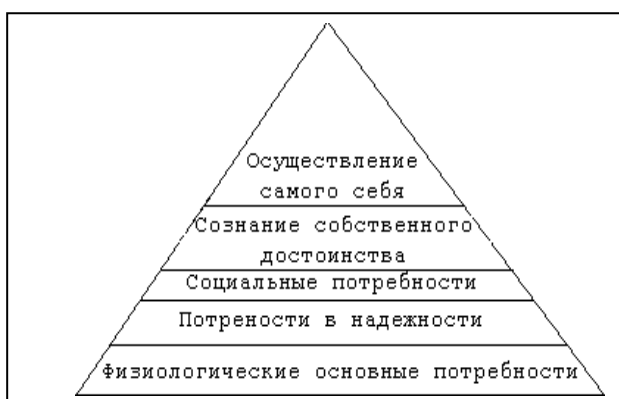 Осуществление
самого себя
Сознание собственного
достоинства
Социальные потребности
Потрености в надежности
Физиологические основные потребности